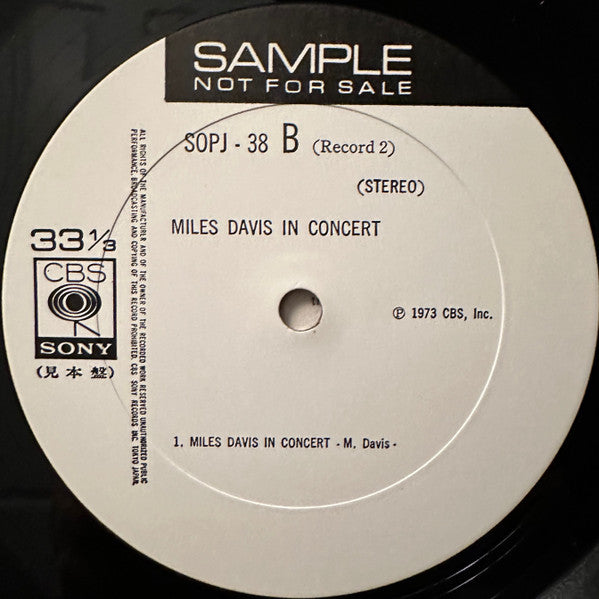 SAMPLE
NOT FOR SALE
SOPJ - 38 B (Record 2)
(STEREO)
MILES DAVIS IN CONCERT
33 1/3
CBS
SONY
(見本盤)
℗ 1973 CBS, Inc.
1. MILES DAVIS IN CONCERT - M. Davis -
ALL RIGHTS OF THE MANUFACTURER AND OF THE OWNER OF THE RECORDED WORK RESERVED UNAUTHORIZED PUBLIC
PERFORMANCE, BROADCASTING AND COPYING OF THIS RECORD PROHIBITED. CBS SONY RECORDS INC. TOKYO JAPAN.